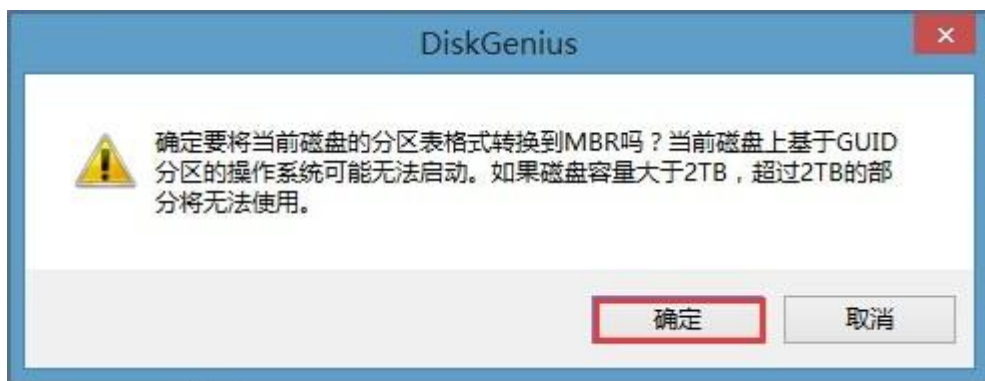 DiskGenius
确定要将当前磁盘的分区表格式转换到MBR吗？当前磁盘上基于GUID
分区的操作系统可能无法启动。如果磁盘容量大于2TB，超过2TB的部
分将无法使用。
确定
取消